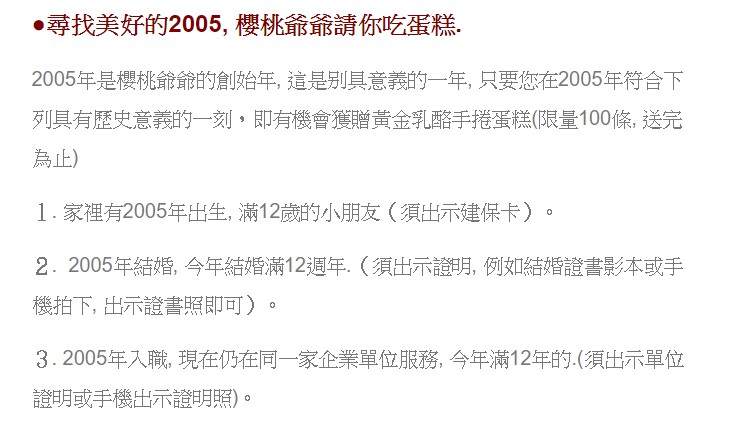 ●尋找美好的2005, 櫻桃爺爺請你吃蛋糕.
2005年是櫻桃爺爺的創始年, 這是別具意義的一年, 只要您在2005年符合下
列具有歷史意義的一刻，即有機會獲贈黃金乳酪手捲蛋糕(限量100條, 送完
為止)
１. 家裡有2005年出生, 滿12歲的小朋友（須出示建保卡）。
２. 2005年結婚, 今年結婚滿12週年.（須出示證明, 例如結婚證書影本或手
機拍下, 出示證書照即可）。
３. 2005年入職, 現在仍在同一家企業單位服務, 今年滿12年的.(須出示單位
證明或手機出示證明照)。